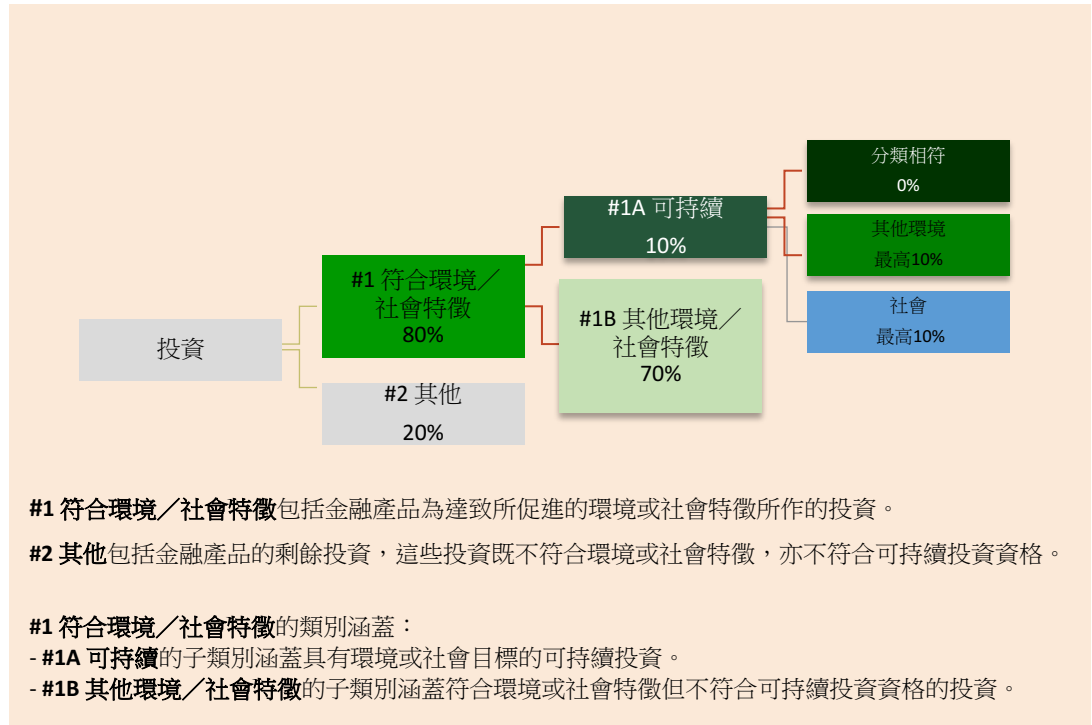 投資
#1 符合環境／
社會特徵
80%
#2 其他
20%
#1A 可持續
10%
#1B 其他環境／
社會特徵
70%
分類相符
0%
其他環境
最高10%
社會
最高10%
#1 符合環境／社會特徵包括金融產品為達致所促進的環境或社會特徵所作的投資。
#2 其他包括金融產品的剩餘投資，這些投資既不符合環境或社會特徵，亦不符合可持續投資資格。
#1 符合環境／社會特徵的類別涵蓋：
- #1A 可持續的子類別涵蓋具有環境或社會目標的可持續投資。
- #1B 其他環境／社會特徵的子類別涵蓋符合環境或社會特徵但不符合可持續投資資格的投資。